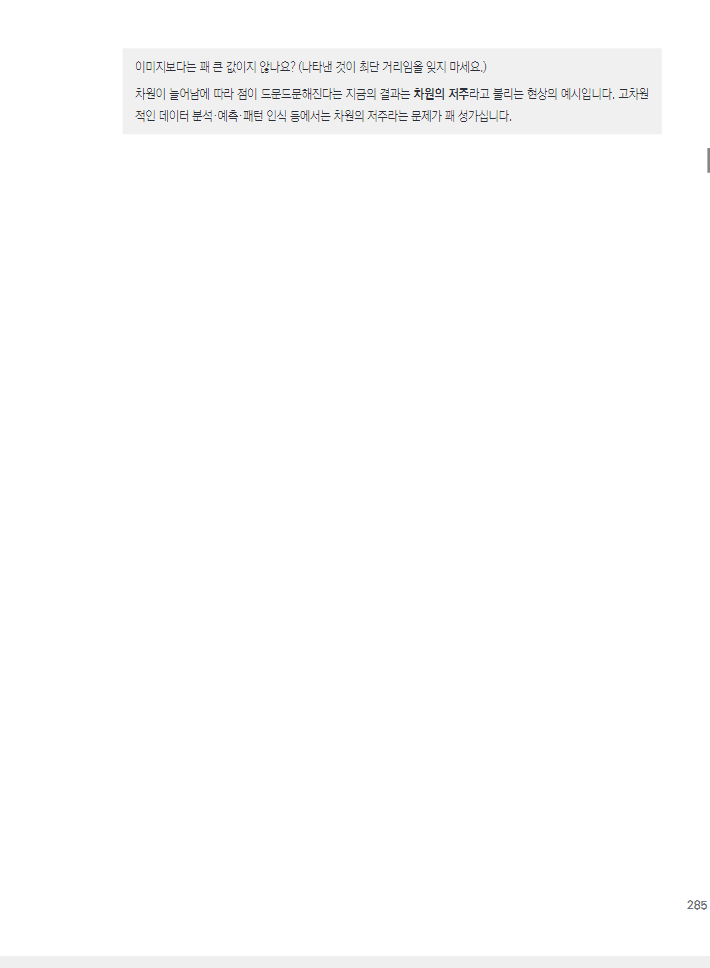 이미지보다는 꽤 큰 값이지 않나요? (나타낸 것이 최단 거리임을 잊지 마세요.)
차원이 늘어남에 따라 점이 드문드문해진다는 지금의 결과는 차원의 저주라고 불리는 현상의 예시입니다. 고차원
적인 데이터 분석·예측·패턴 인식 등에서는 차원의 저주라는 문제가 꽤 성가십니다.
285